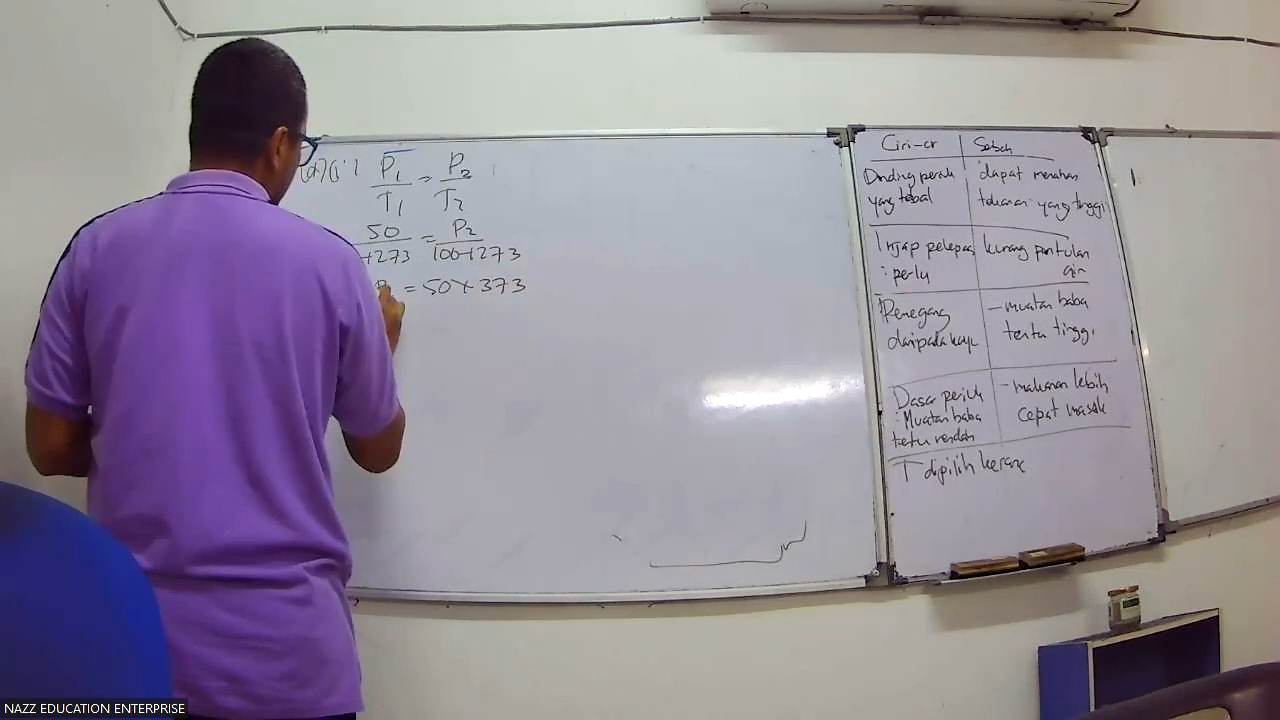 (d)(i) P₁/T₁ = P₂/T₂
50/+273 = P₂/100+273
= 50 × 373
Ciri-ciri | Sebab
Dinding periuk yang tebal | dapat menahan tekanan yang tinggi
Injap pelepas : perlu | kurang pantulan air
Pemegang daripada kayu | – muatan haba tentu tinggi
Dasar periuk : Muatan haba tentu rendah | – makanan lebih cepat masak
T dipilih kerana
NAZZ EDUCATION ENTERPRISE